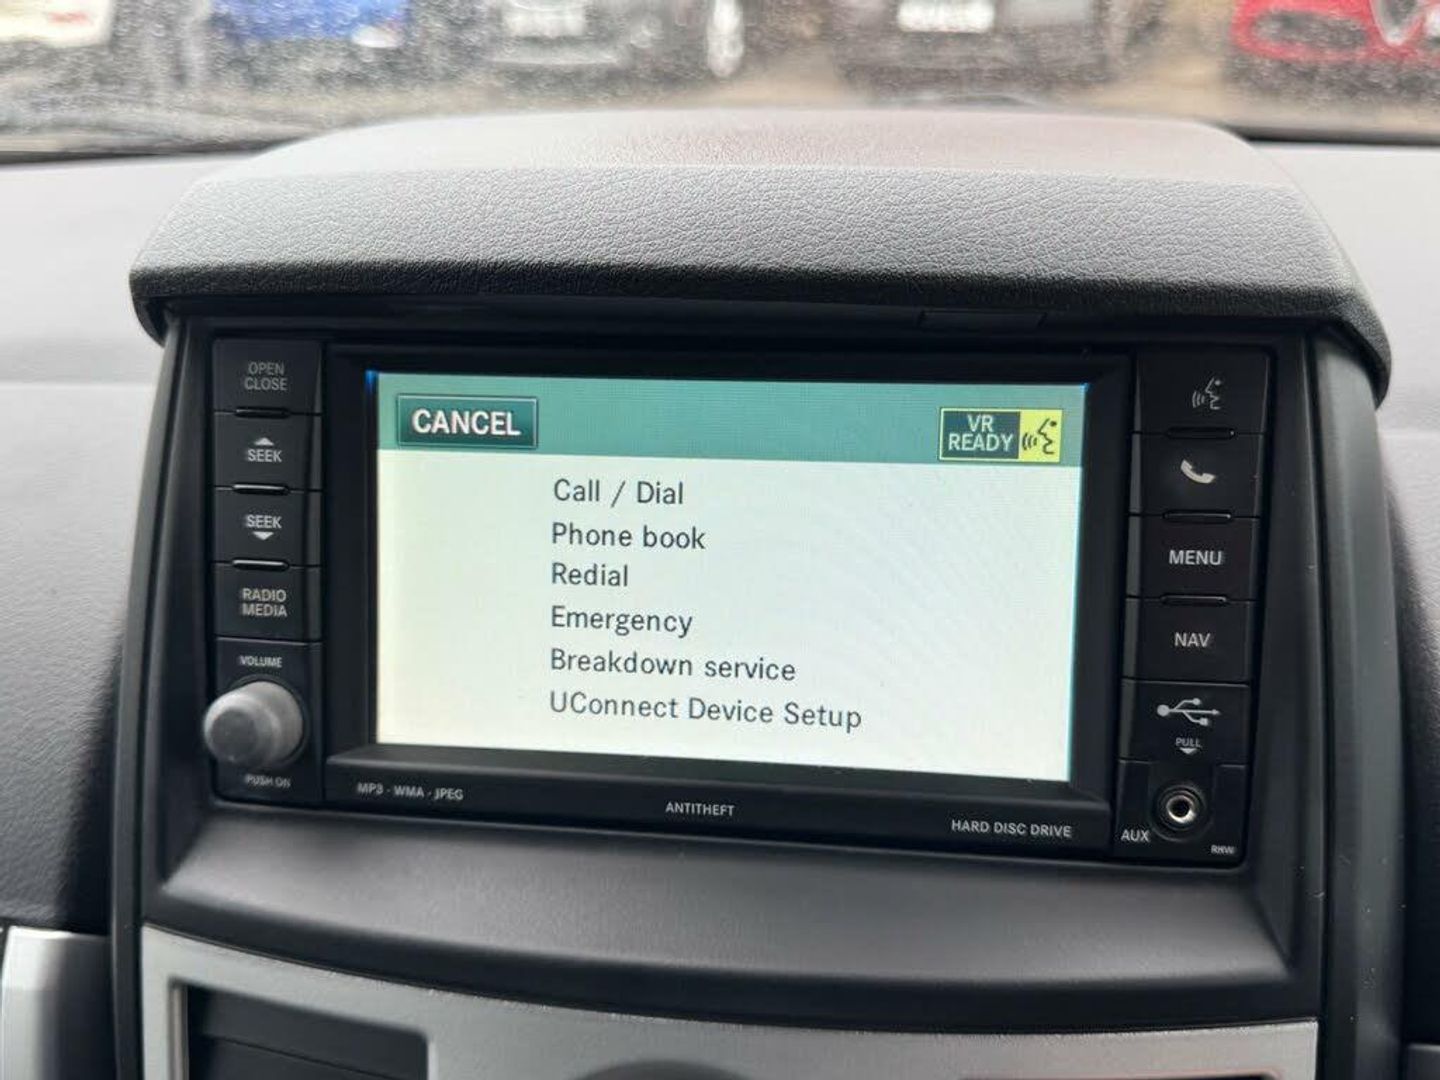 OPEN
CLOSE
SEEK
SEEK
RADIO
MEDIA
VOLUME
PUSH ON
CANCEL
VR
READY
Call / Dial
Phone book
Redial
Emergency
Breakdown service
UConnect Device Setup
MP3 - WMA - JPEG
ANTITHEFT
HARD DISC DRIVE
MENU
NAV
PULL
AUX
RHW